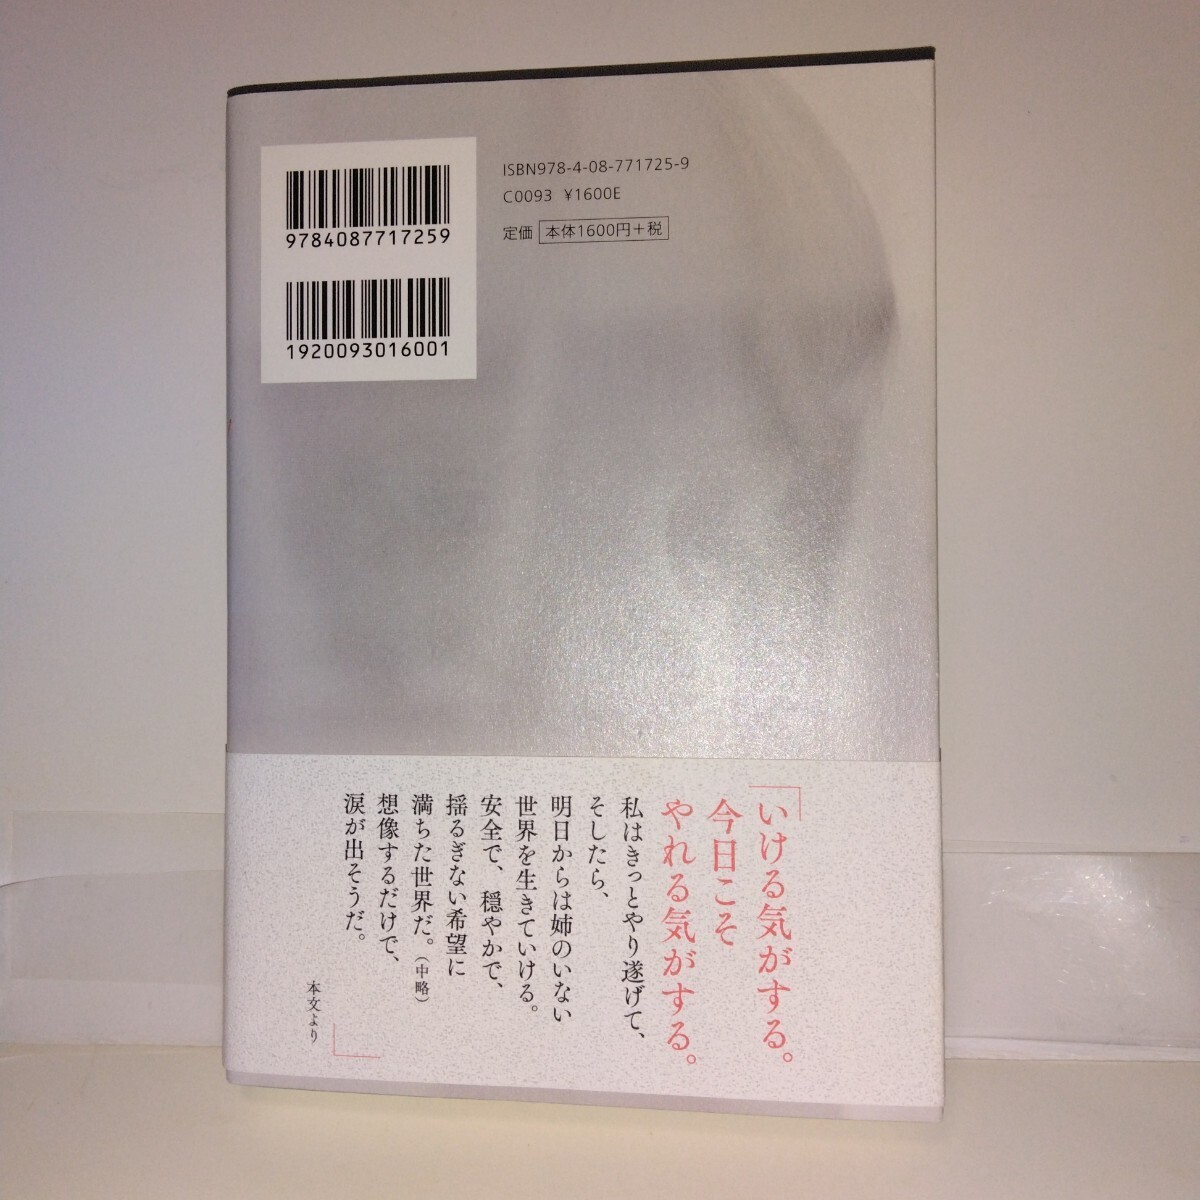 9784087717259
1920093016001
ISBN978-4-08-771725-9
C0093 ¥1600E
定価 本体1600円+税
「いける気がする。
今日こそ
やれる気がする。
私はきっとやり遂げて、
そしたら、
明日からは姉のいない
世界を生きていける。
安全で、穏やかで、
揺るぎない希望に
満ちた世界だ。(中略)
想像するだけで、
涙が出そうだ。
」
本文より